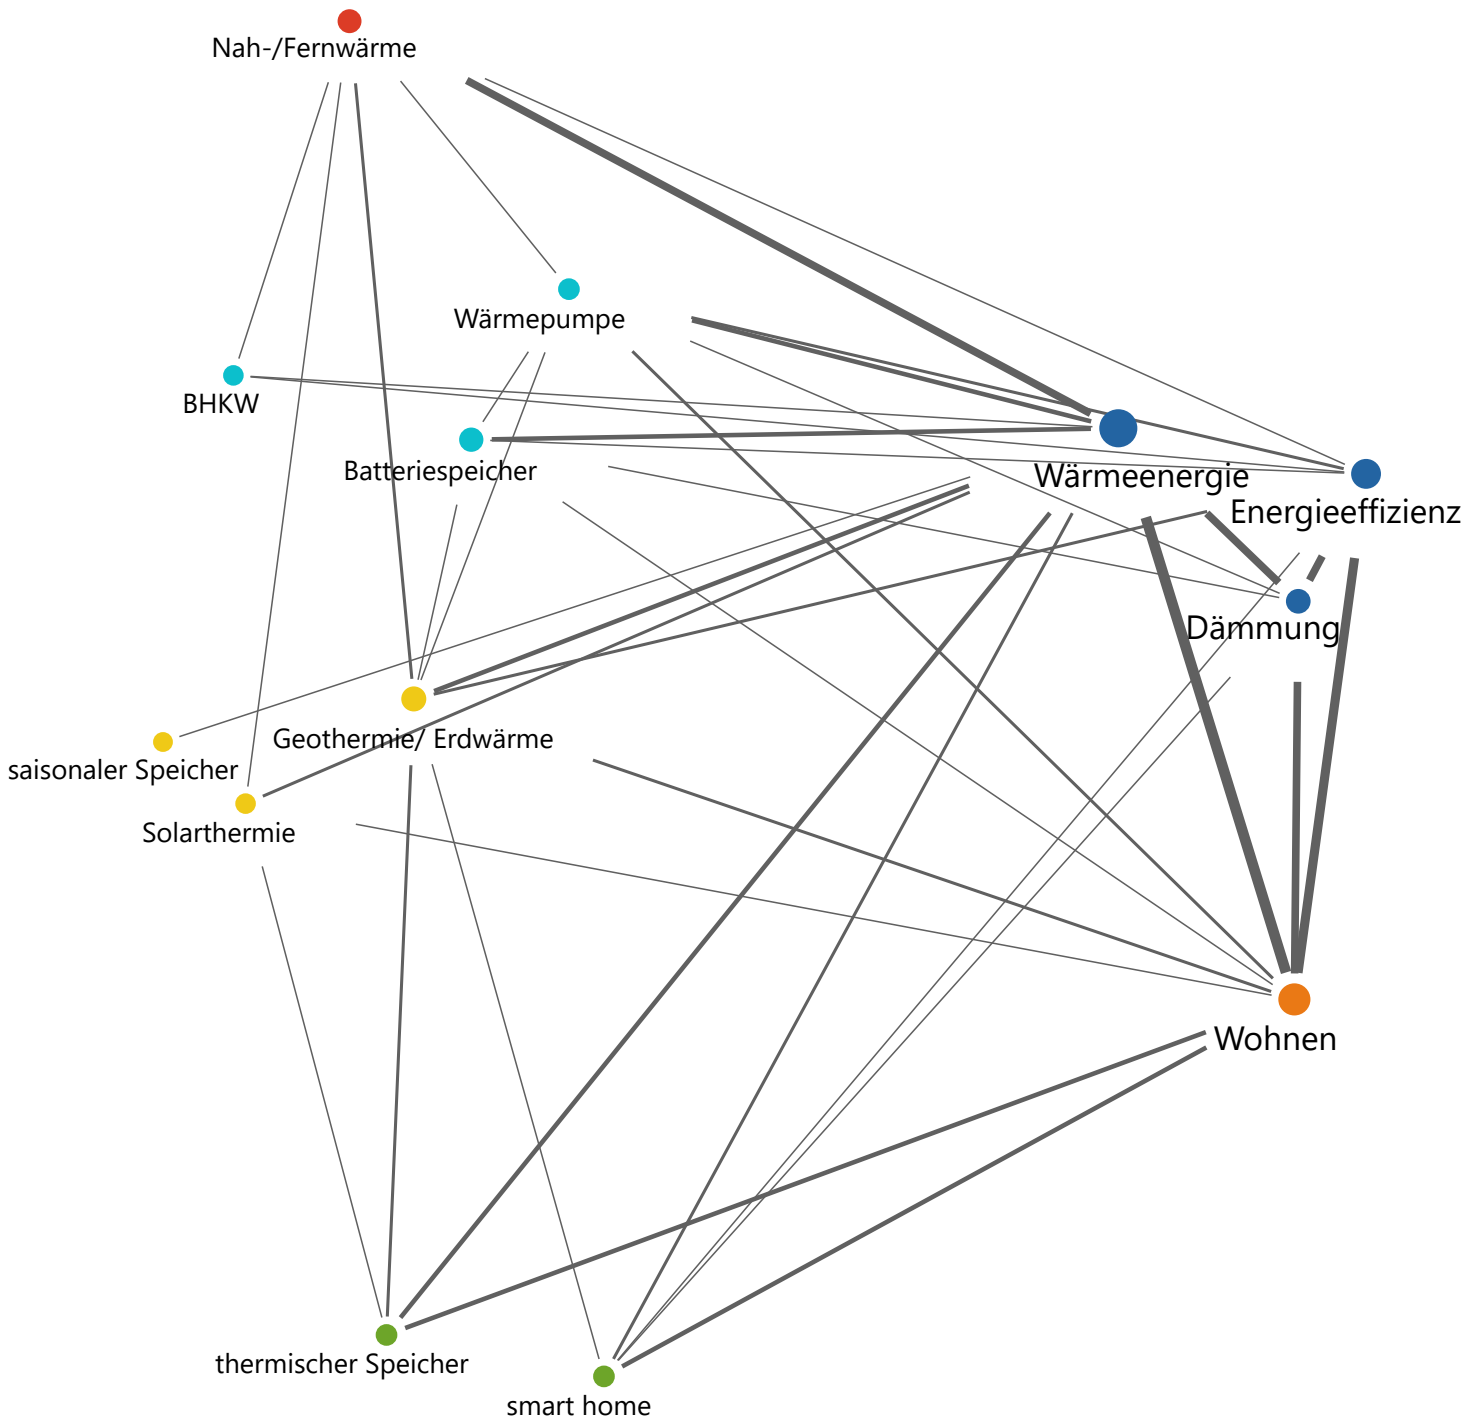 Nah-/Fernwärme
Wärmepumpe
BHKW
Batteriespeicher
Wärmeenergie
Energieeffizienz
Dämmung
Geothermie/ Erdwärme
saisonaler Speicher
Solarthermie
Wohnen
thermischer Speicher
smart home